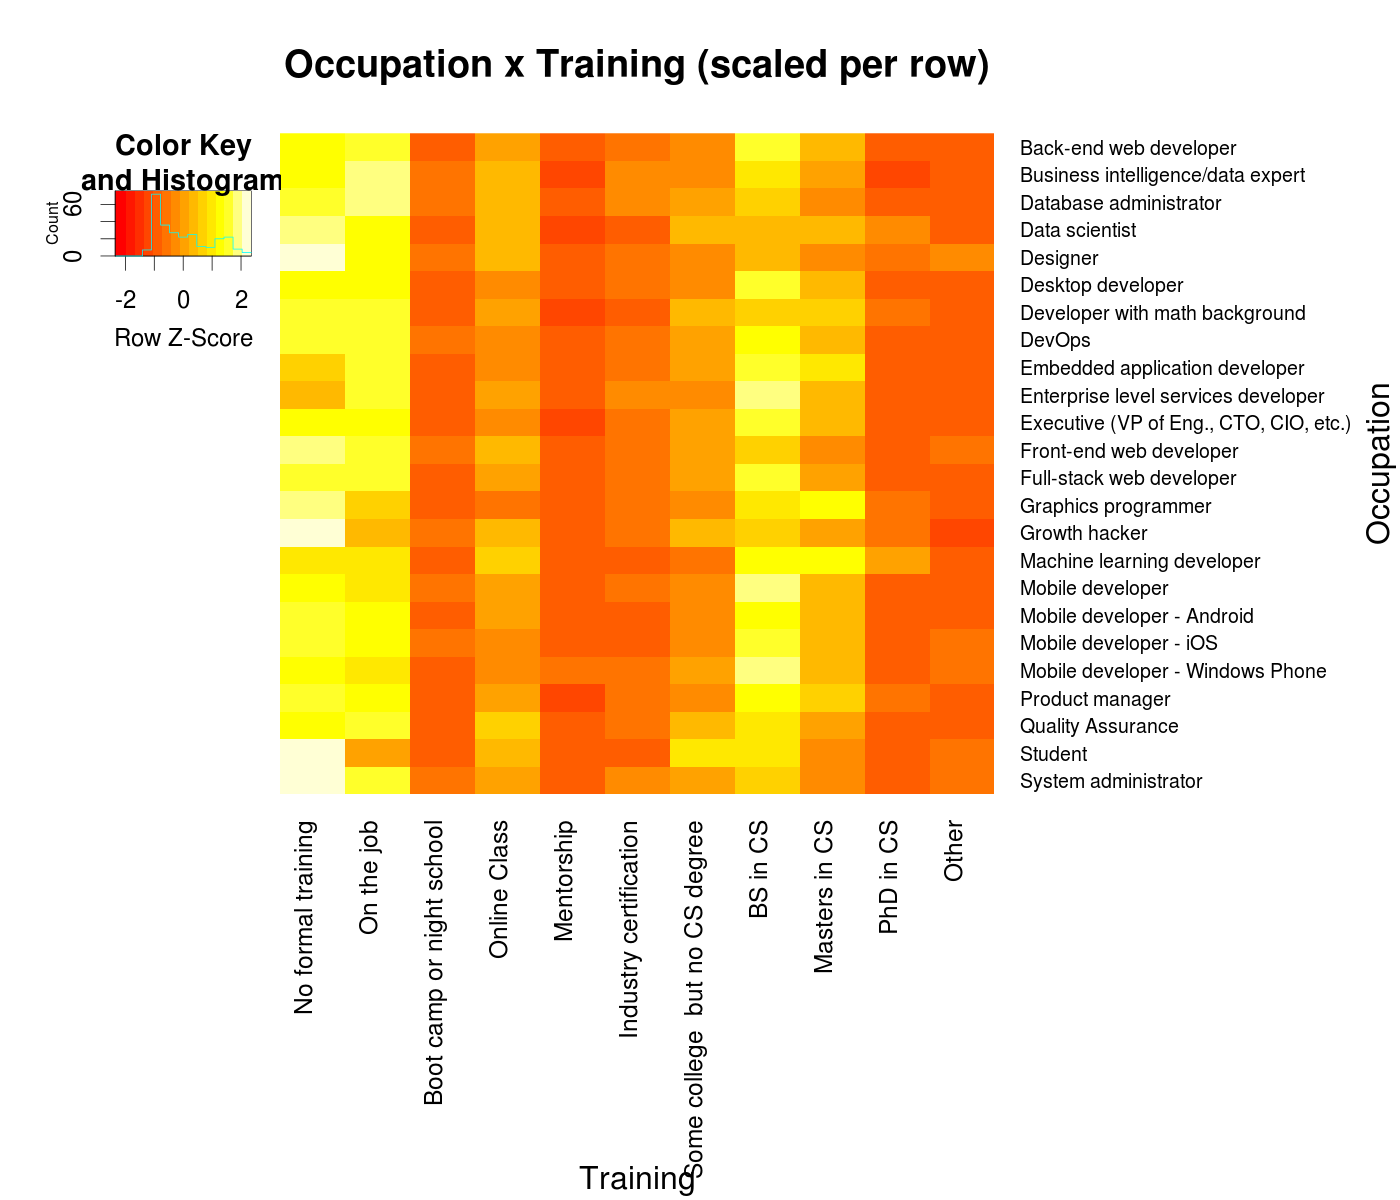 Occupation x Training (scaled per row)
Color Key
and Histogram
Count
0
60
-2
0
2
Row Z-Score
Back-end web developer
Business intelligence/data expert
Database administrator
Data scientist
Designer
Desktop developer
Developer with math background
DevOps
Embedded application developer
Enterprise level services developer
Executive (VP of Eng., CTO, CIO, etc.)
Front-end web developer
Full-stack web developer
Graphics programmer
Growth hacker
Machine learning developer
Mobile developer
Mobile developer - Android
Mobile developer - iOS
Mobile developer - Windows Phone
Product manager
Quality Assurance
Student
System administrator
Occupation
No formal training
On the job
Boot camp or night school
Online Class
Mentorship
Industry certification
Some college  but no CS degree
BS in CS
Masters in CS
PhD in CS
Other
Training